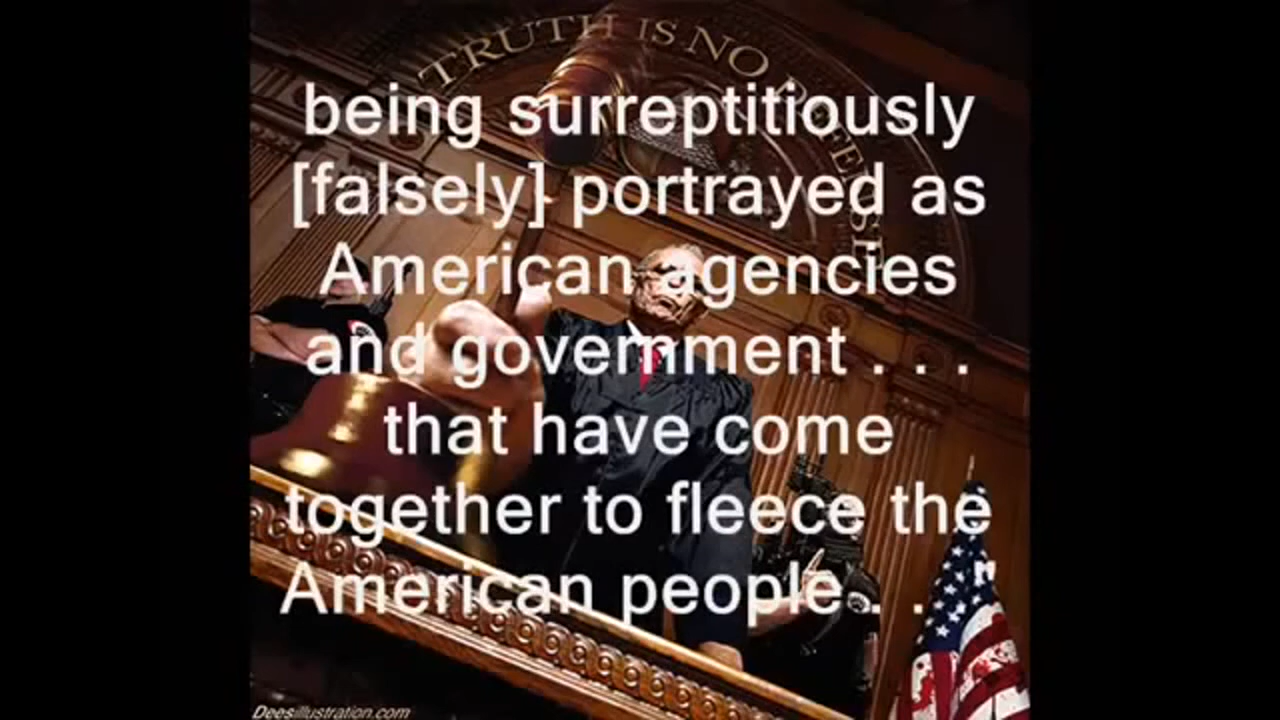 TRUTH IS NO DEFENSE
being surreptitiously
[falsely] portrayed as
American agencies
and government . . .
that have come
together to fleece the
American people . . "
Deesillustration.com